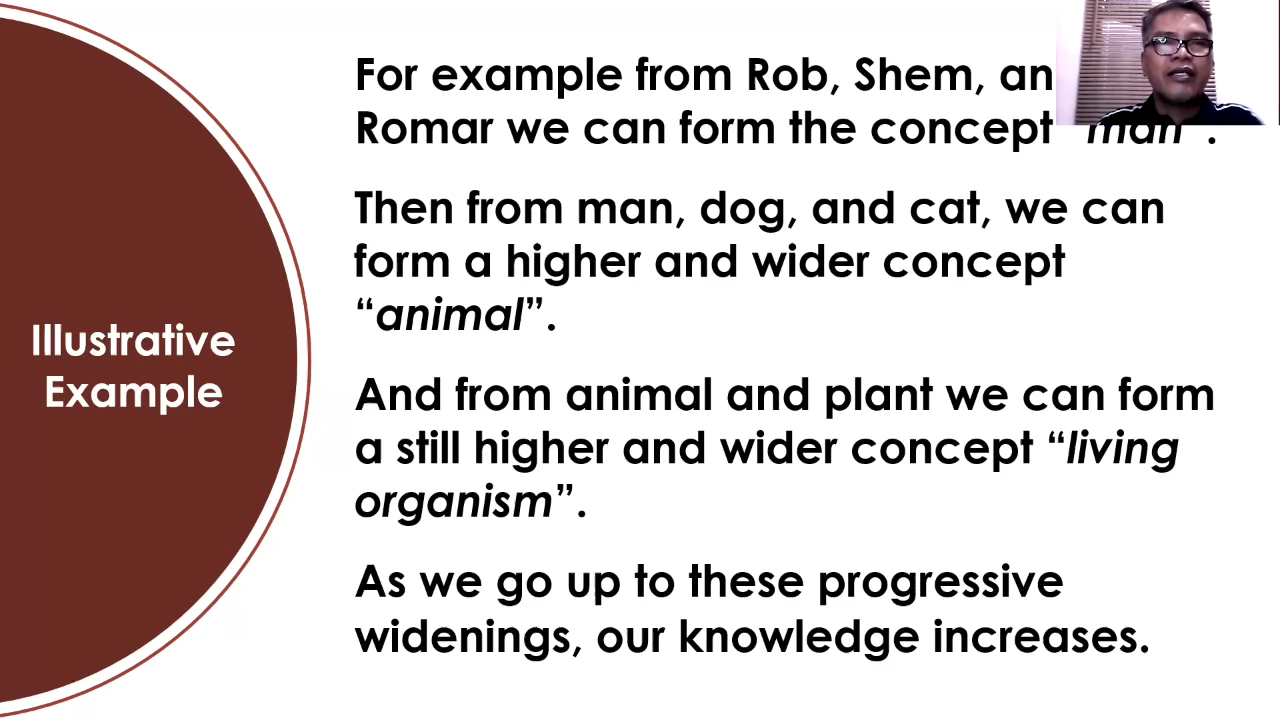 Illustrative
Example
For example from Rob, Shem, an
Romar we can form the concept "man".
Then from man, dog, and cat, we can
form a higher and wider concept
“animal”.
And from animal and plant we can form
a still higher and wider concept “living
organism”.
As we go up to these progressive
widenings, our knowledge increases.